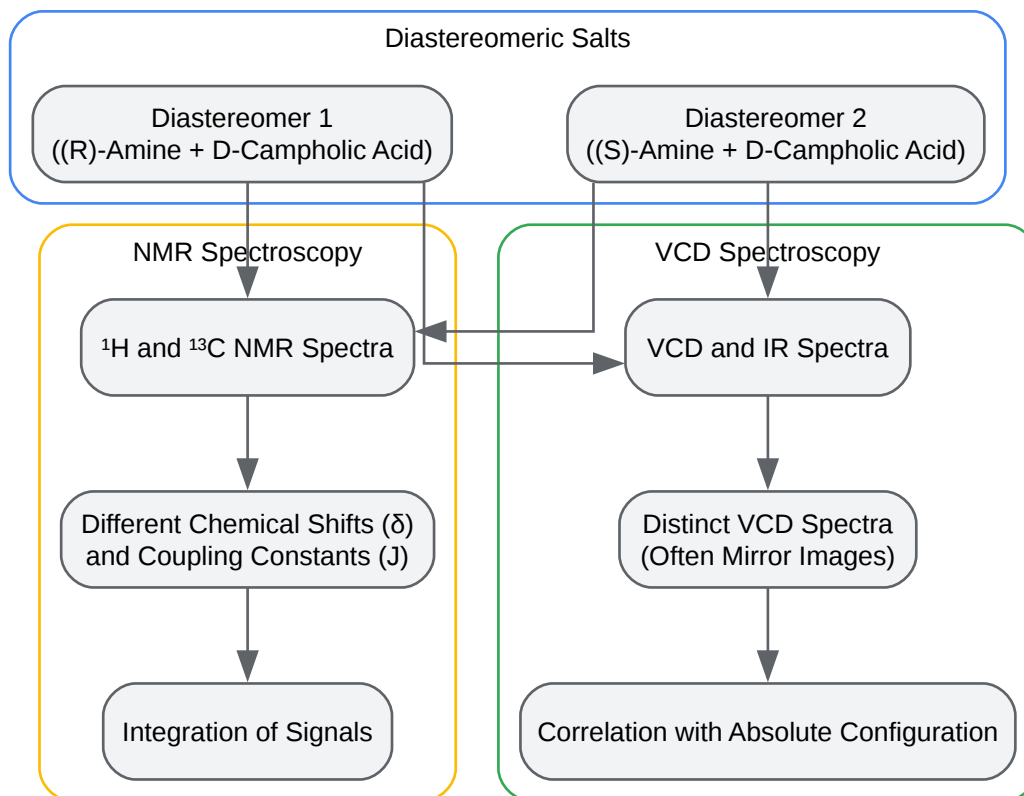 Diastereomeric Salts
Diastereomer 1
((R)-Amine + D-Campholic Acid)
Diastereomer 2
((S)-Amine + D-Campholic Acid)
NMR Spectroscopy
VCD Spectroscopy
¹H and ¹³C NMR Spectra
VCD and IR Spectra
Different Chemical Shifts (δ)
and Coupling Constants (J)
Distinct VCD Spectra
(Often Mirror Images)
Integration of Signals
Correlation with Absolute Configuration